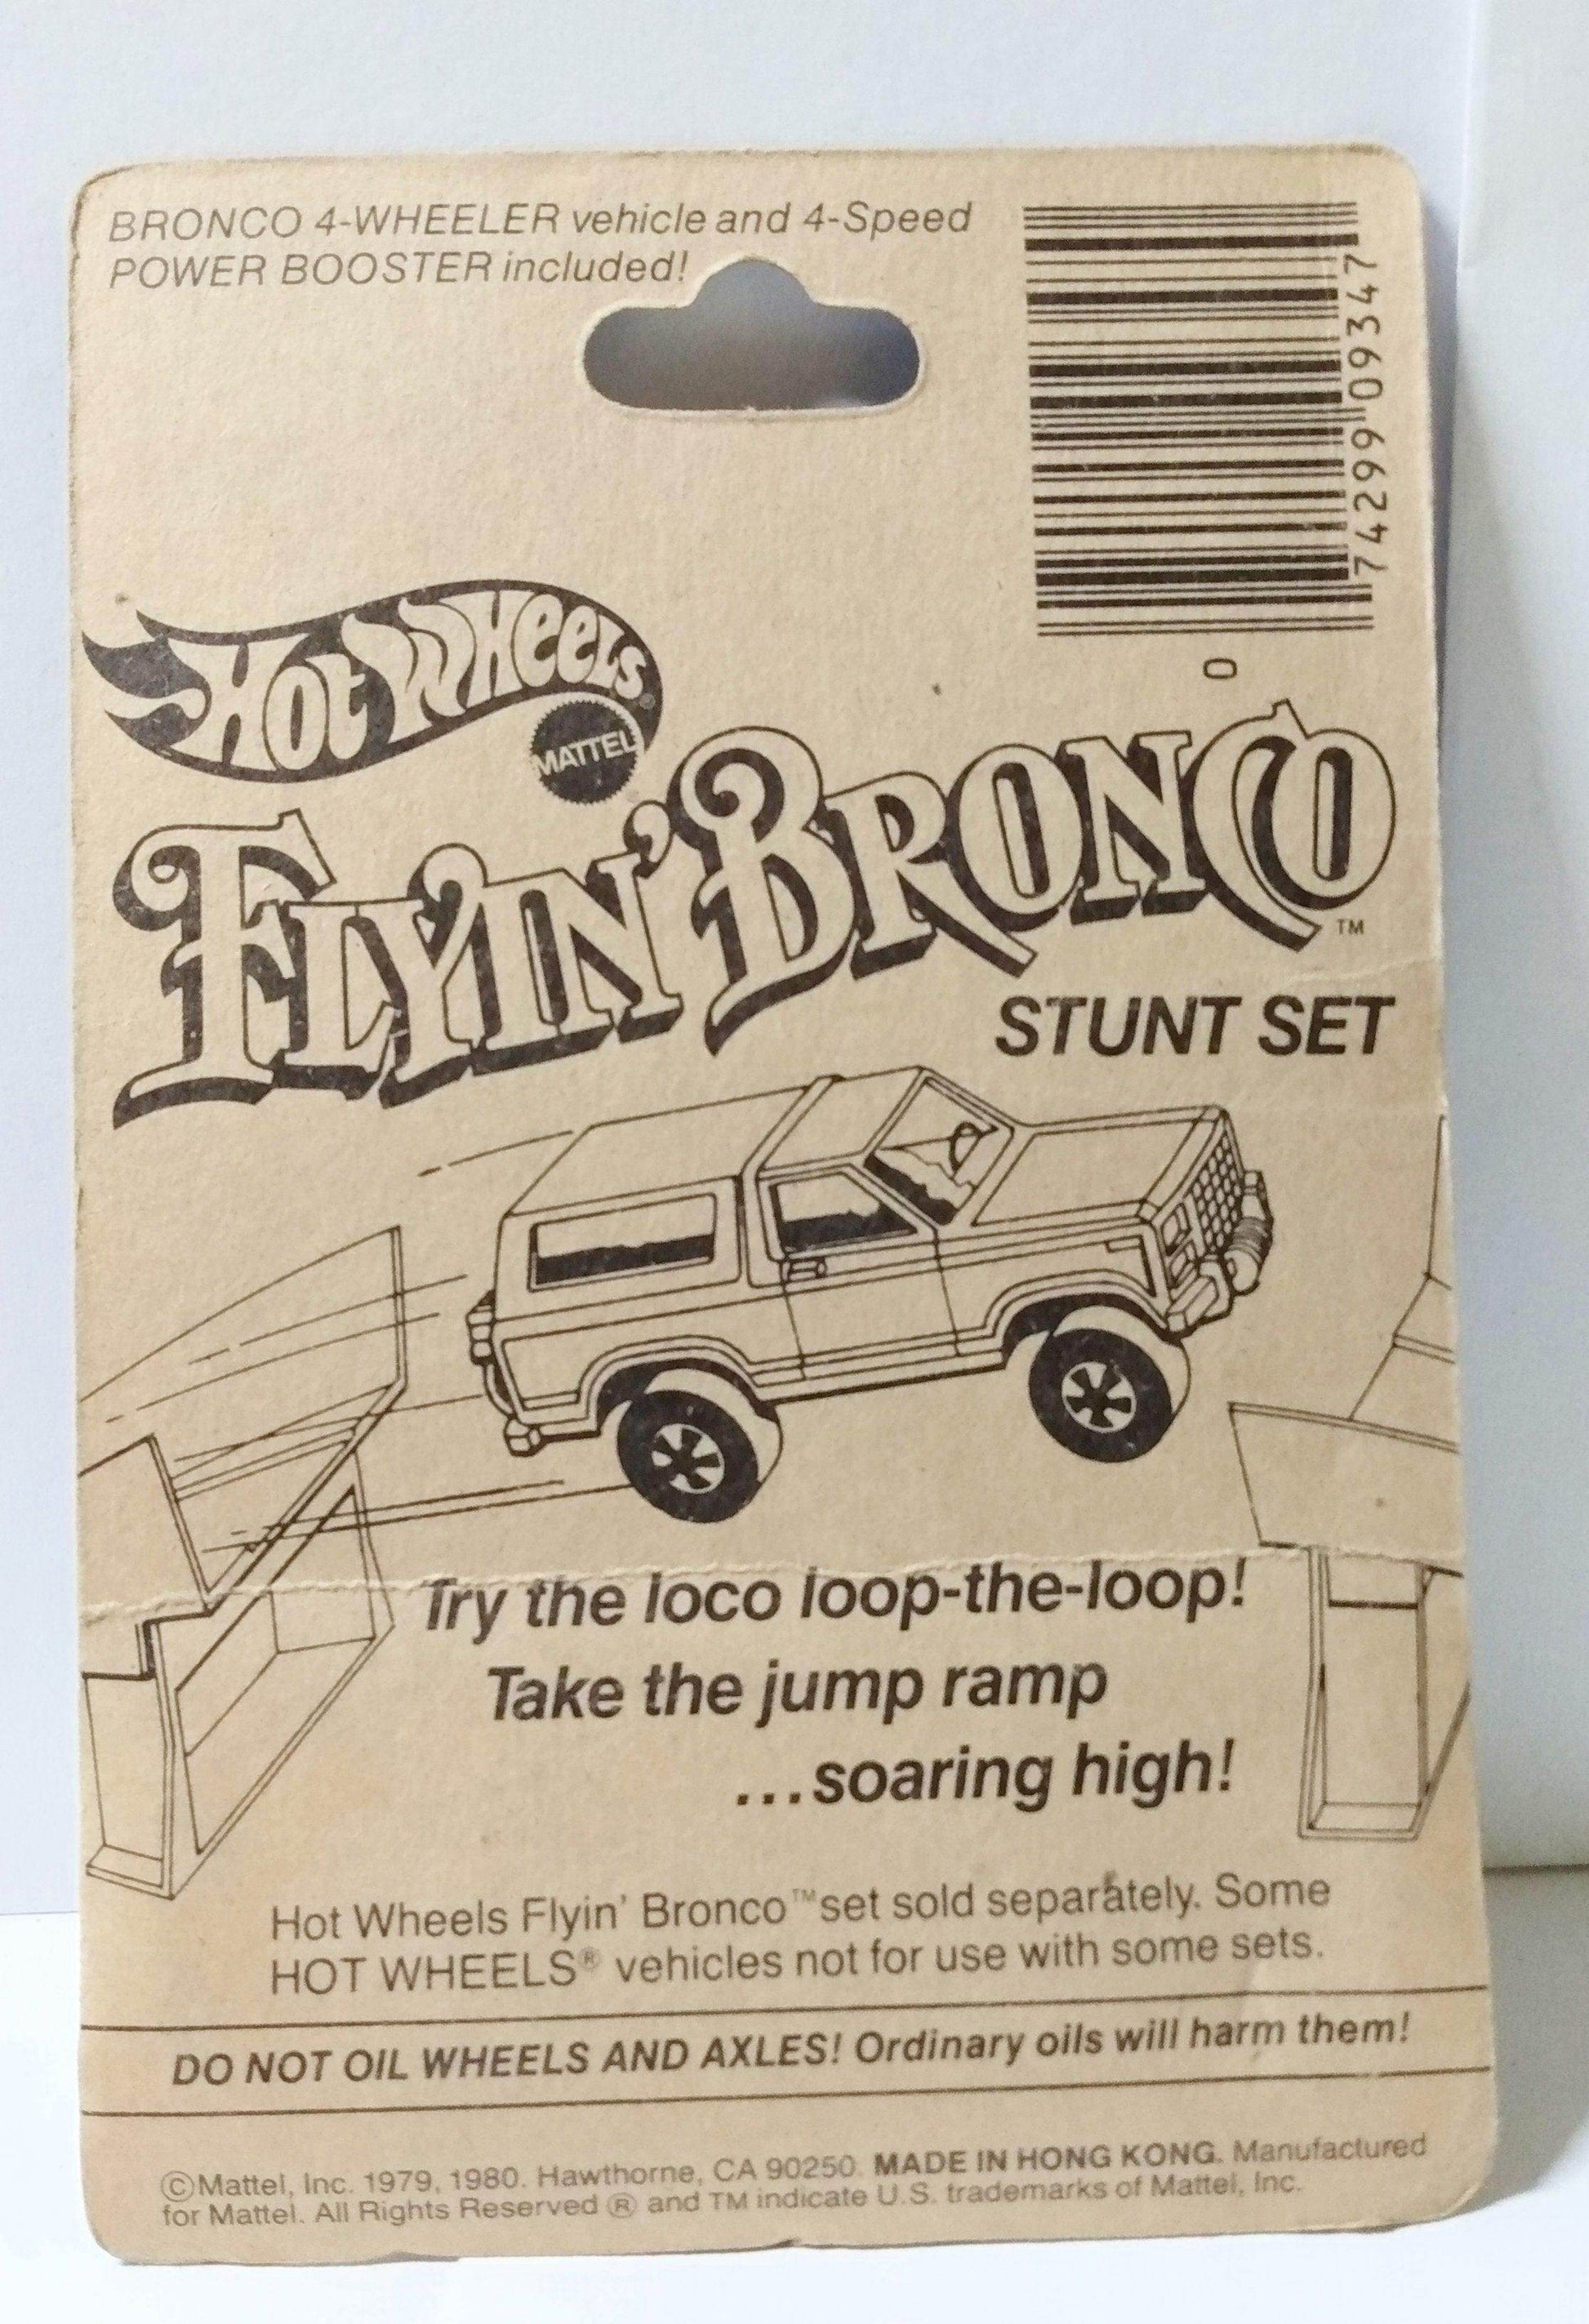 BRONCO 4-WHEELER vehicle and 4-Speed
POWER BOOSTER included!
0 74299 09347
HOT WHEELS®
MATTEL
FLYIN' BRONCO™
STUNT SET
Try the loco loop-the-loop!
Take the jump ramp
...soaring high!
Hot Wheels Flyin' Bronco™ set sold separately. Some
HOT WHEELS® vehicles not for use with some sets.
DO NOT OIL WHEELS AND AXLES! Ordinary oils will harm them!
©Mattel, Inc. 1979, 1980. Hawthorne, CA 90250. MADE IN HONG KONG. Manufactured
for Mattel. All Rights Reserved ® and TM indicate U.S. trademarks of Mattel, Inc.